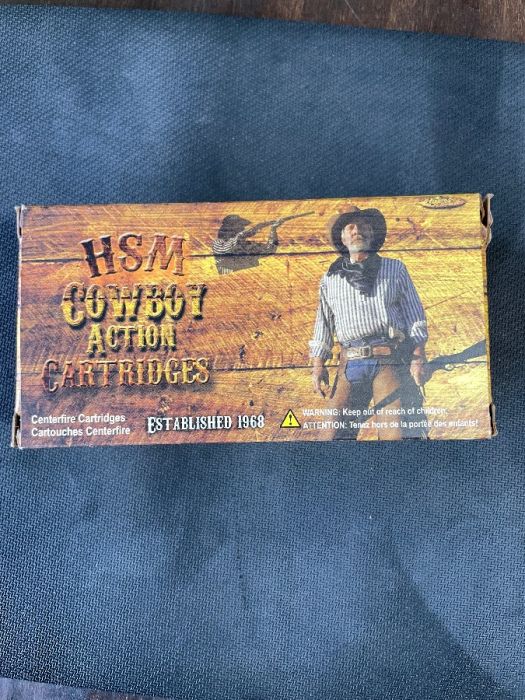 HSM
COWBOY
ACTION
CARTRIDGES
Centerfire Cartridges
Cartouches Centerfire
ESTABLISHED 1968
WARNING: Keep out of reach of children.
ATTENTION: Tenez hors de la portée des enfants!